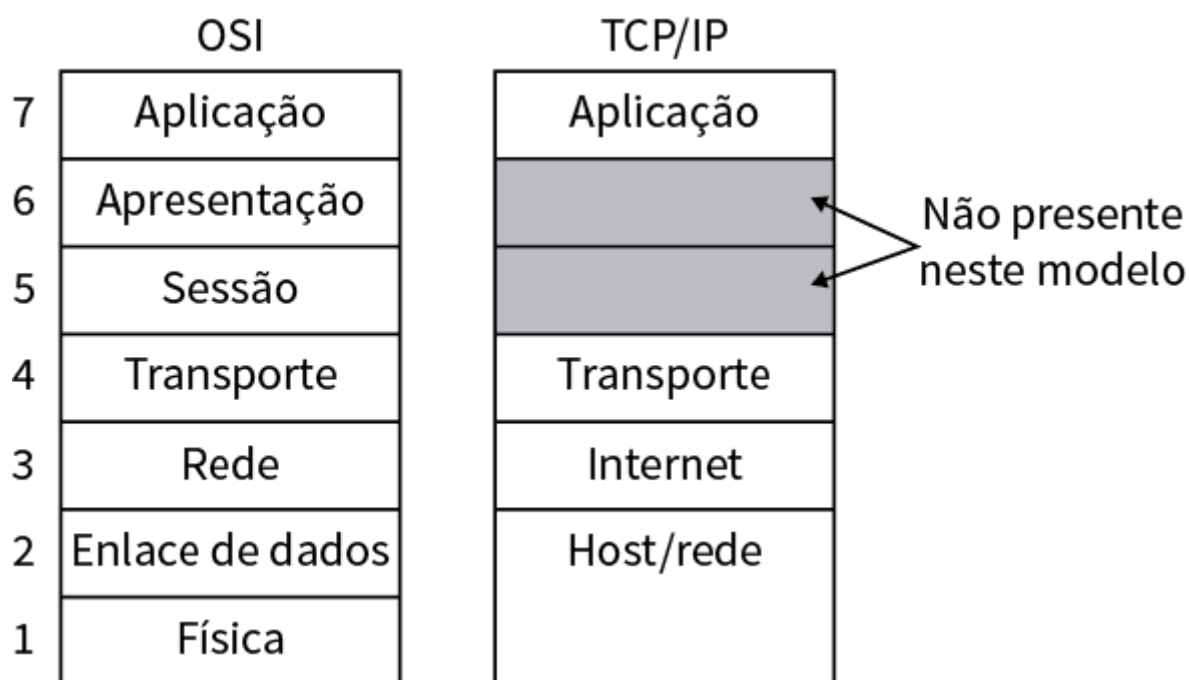 OSI
TCP/IP
7
Aplicação
Aplicação
6
Apresentação
Não presente
neste modelo
5
Sessão
4
Transporte
Transporte
3
Rede
Internet
2
Enlace de dados
Host/rede
1
Física